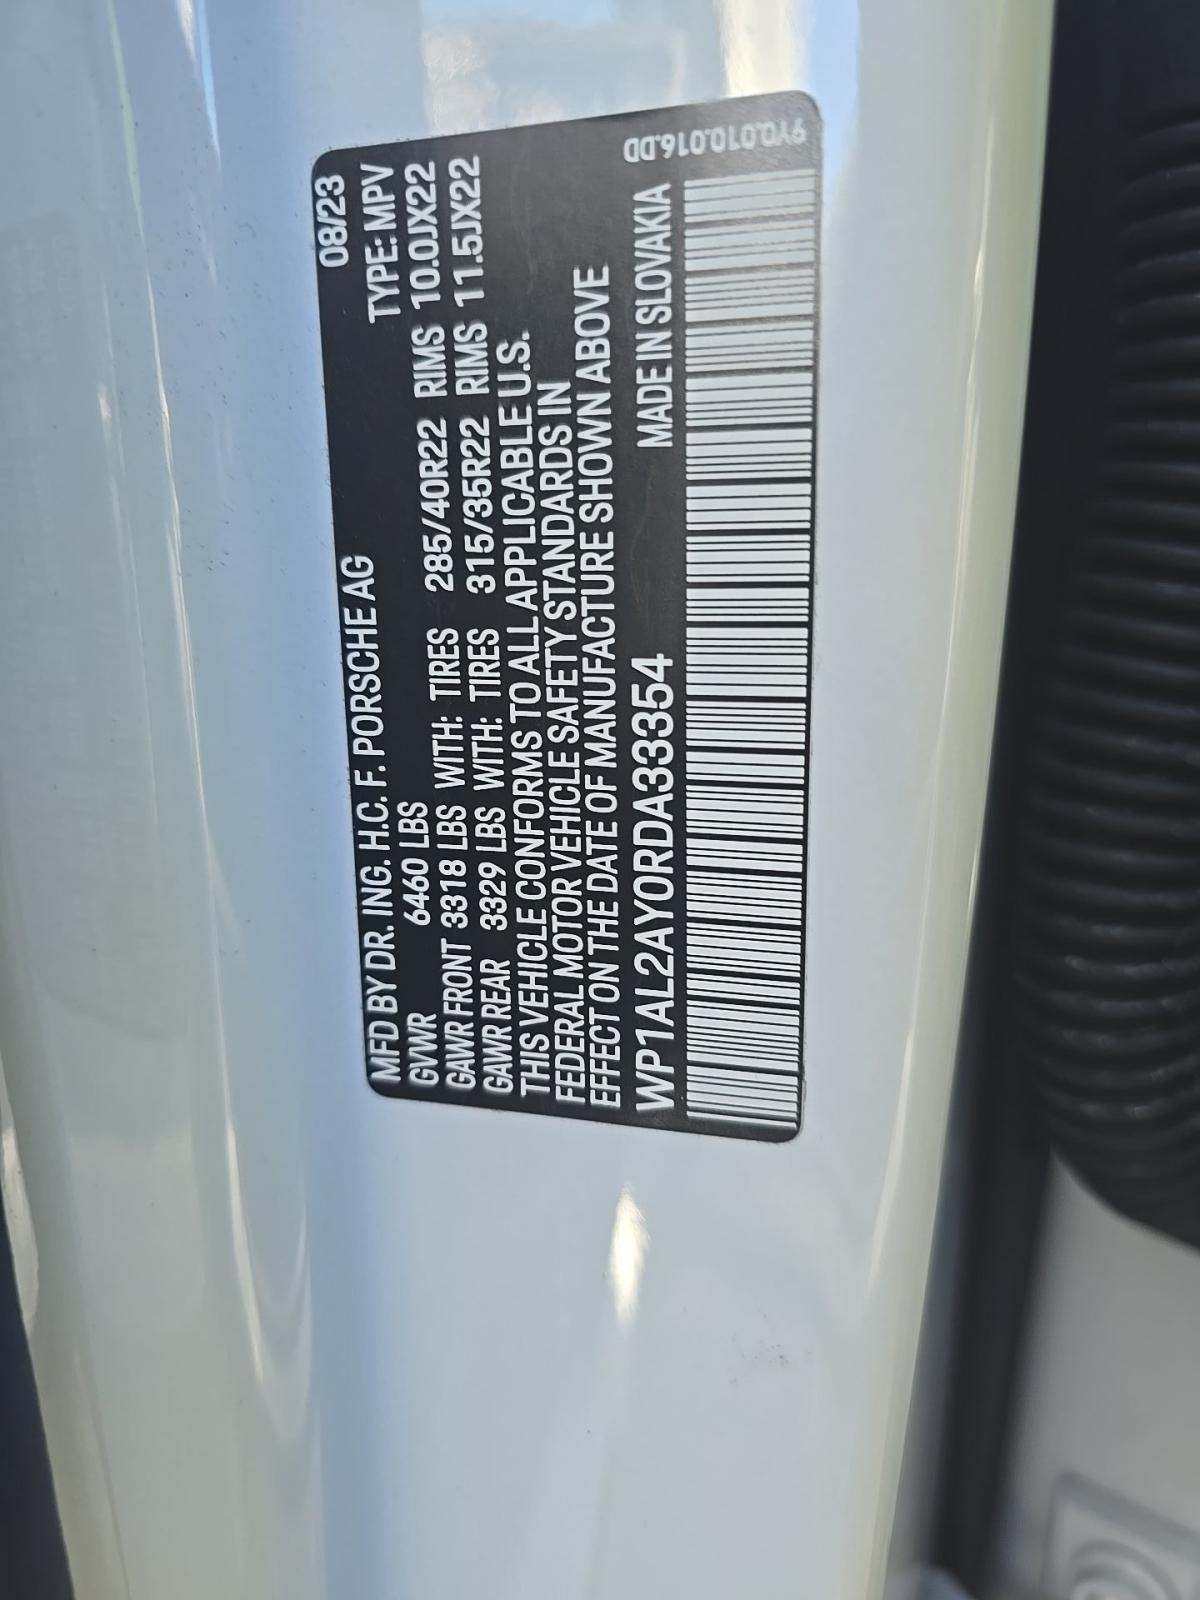 08/23
MFD BY DR. ING. H.C. F. PORSCHE AG TYPE: MPV
GVWR 6460 LBS
GAWR FRONT 3318 LBS WITH: TIRES 285/40R22 RIMS 10.0JX22
GAWR REAR 3329 LBS WITH: TIRES 315/35R22 RIMS 11.5JX22
THIS VEHICLE CONFORMS TO ALL APPLICABLE U.S.
FEDERAL MOTOR VEHICLE SAFETY STANDARDS IN
EFFECT ON THE DATE OF MANUFACTURE SHOWN ABOVE
WP1AL2AY0RDA33354 MADE IN SLOVAKIA
9Y0.010.016.DD